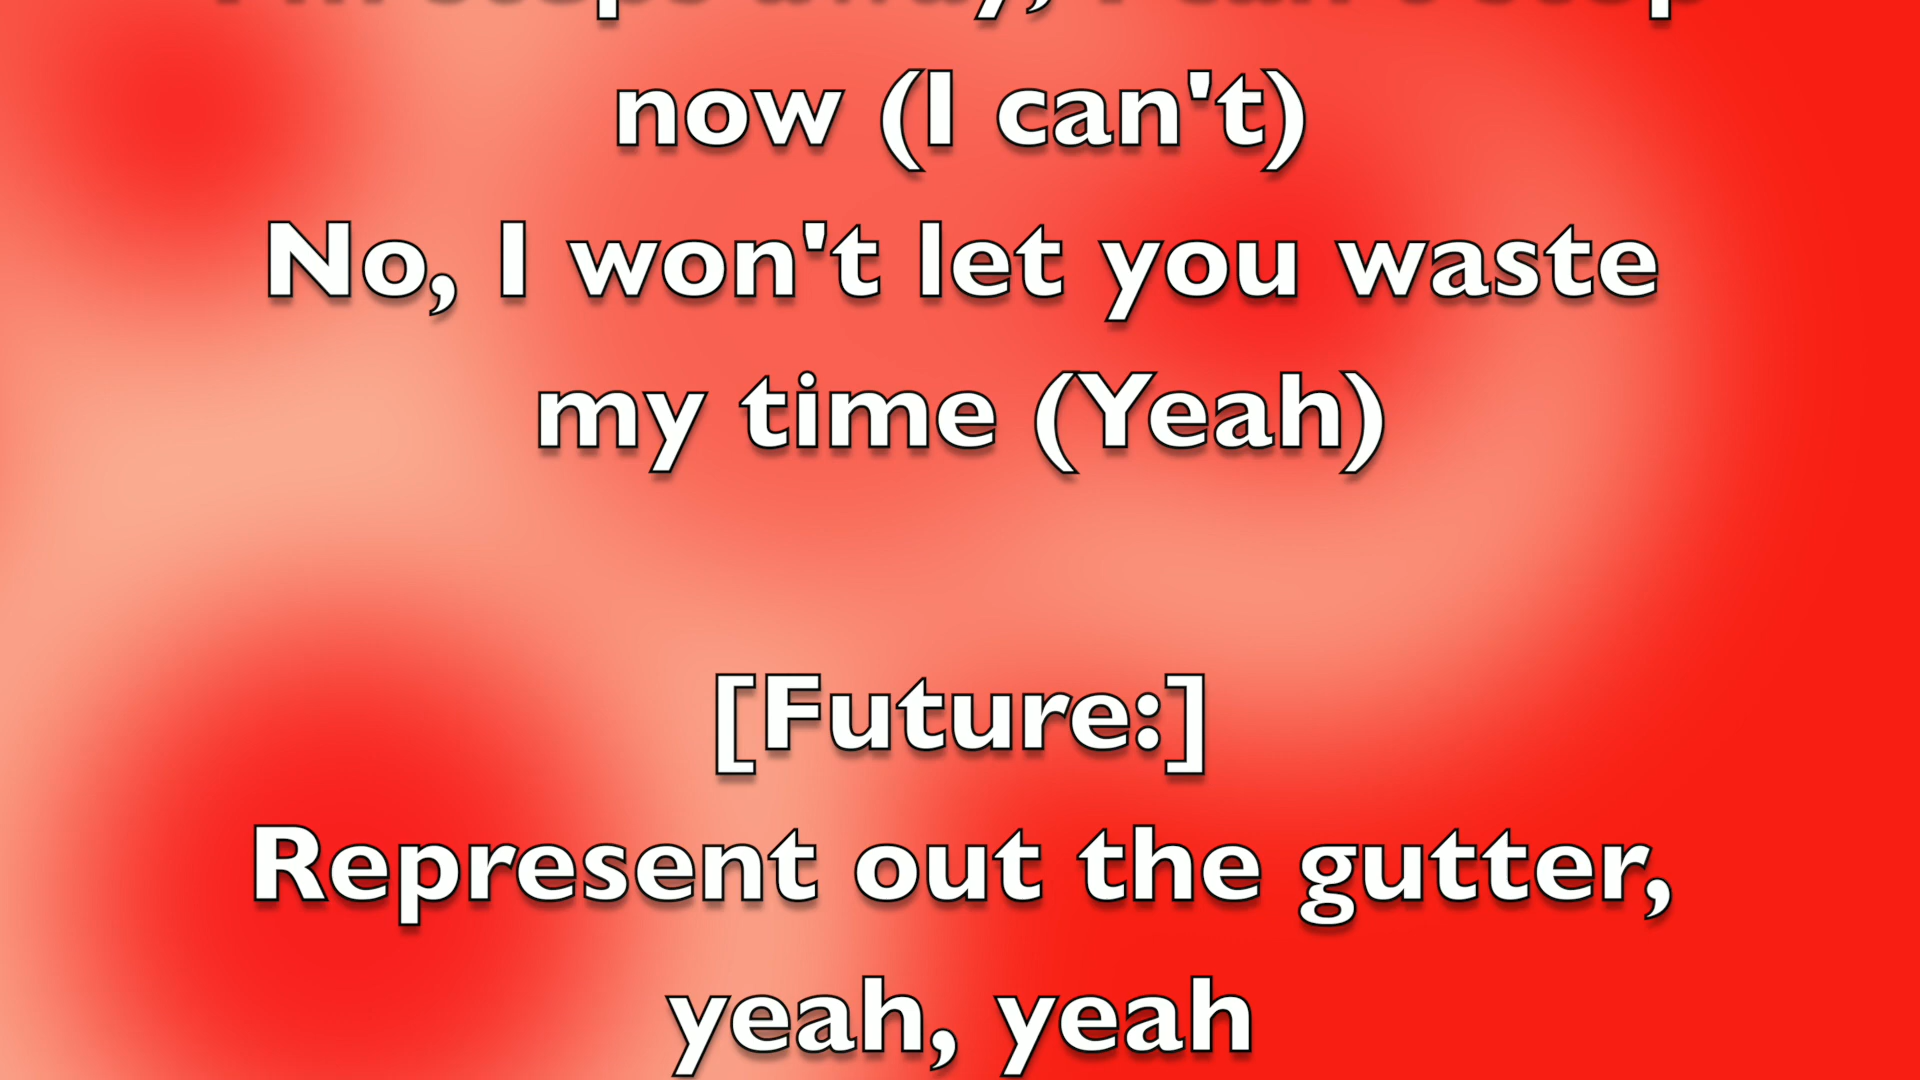 now (I can't)
No, I won't let you waste
my time (Yeah)
[Future:]
Represent out the gutter,
yeah, yeah